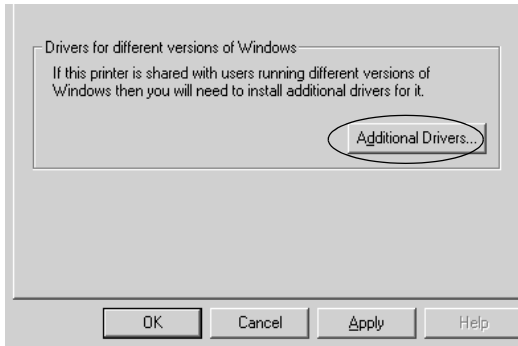 Drivers for different versions of Windows
If this printer is shared with users running different versions of
Windows then you will need to install additional drivers for it.
Additional Drivers...
OK Cancel Apply Help